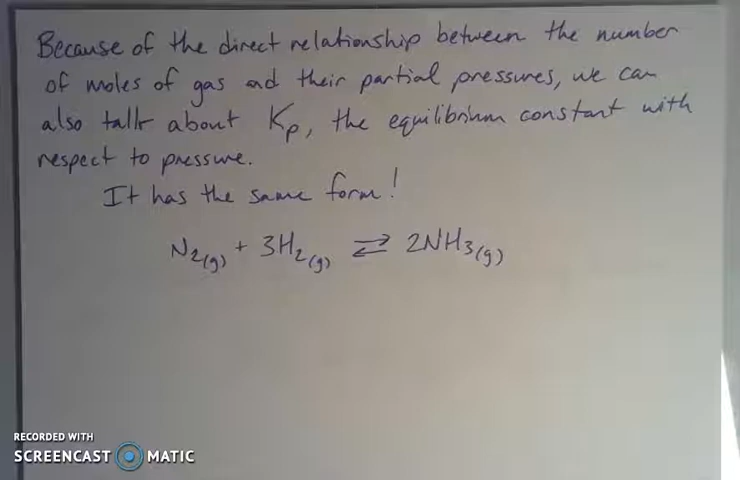 Because of the direct relationship between the number
of moles of gas and their partial pressures, we can
also talk about Kp, the equilibrium constant with
respect to pressure.
It has the same form!
N₂(g) + 3H₂(g) ⇄ 2NH₃(g)
RECORDED WITH
SCREENCAST MATIC